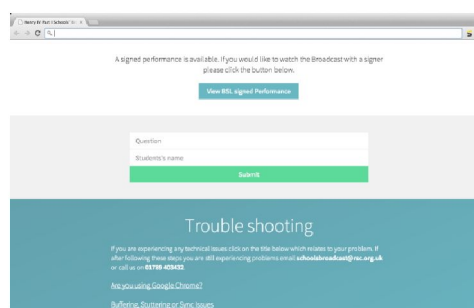 A signed performance is available. If you would like to watch the Broadcast with a signer
please click the button below.
View BSL signed Performance
Question
Students's name
Submit
Trouble shooting
If you are experiencing any technical issues click on the title below which relates to your problem. If
after following these steps you are still experiencing problems email schoolsbroadcast@rsc.org.uk
or call us on 01789 403432.
Are you using Google Chrome?
Buffering, Stuttering or Sync Issues